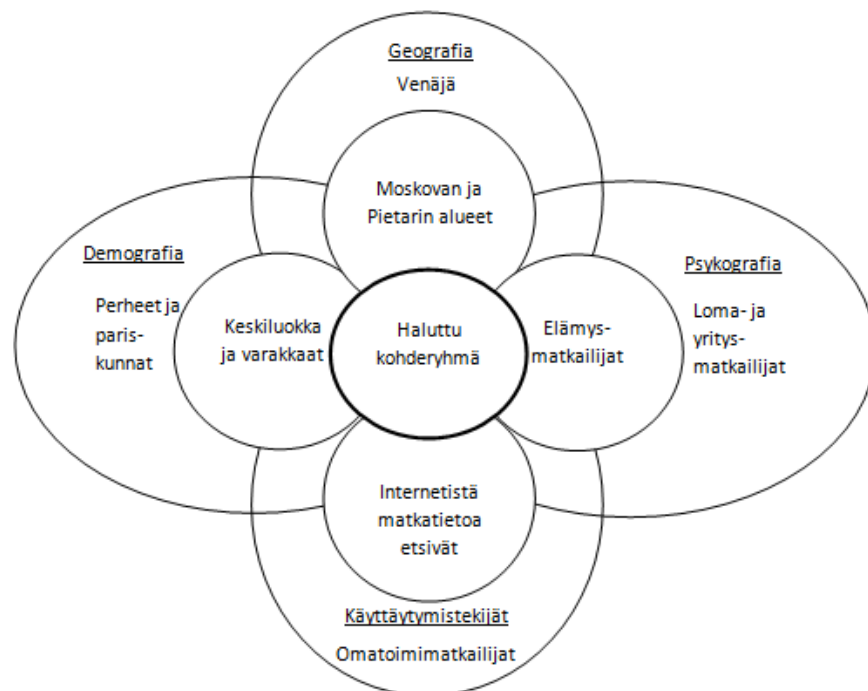 Geografia
Venäjä
Moskovan ja
Pietarin alueet
Demografia
Perheet ja
paris-
kunnat
Keskiluokka
ja varakkaat
Haluttu
kohderyhmä
Elämys-
matkailijat
Psykografia
Loma- ja
yritys-
matkailijat
Internetistä
matkatietoa
etsivät
Käyttäytymistekijät
Omatoimimatkailijat